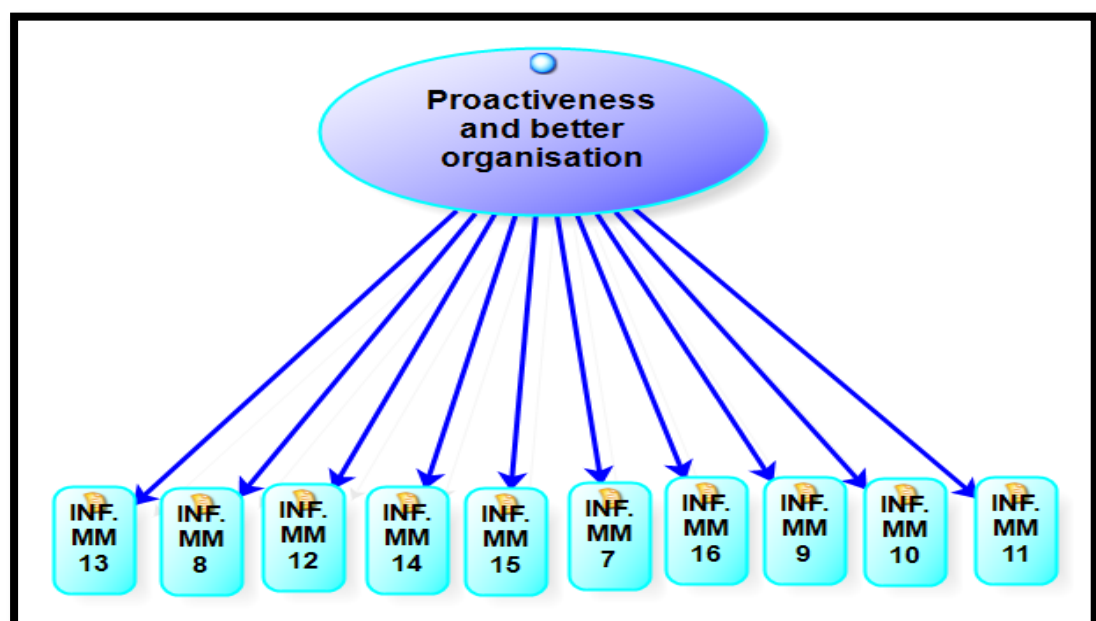 Proactiveness
and better
organisation
INF.
MM
13
INF.
MM
8
INF.
MM
12
INF.
MM
14
INF.
MM
15
INF.
MM
7
INF.
MM
16
INF.
MM
9
INF.
MM
10
INF.
MM
11